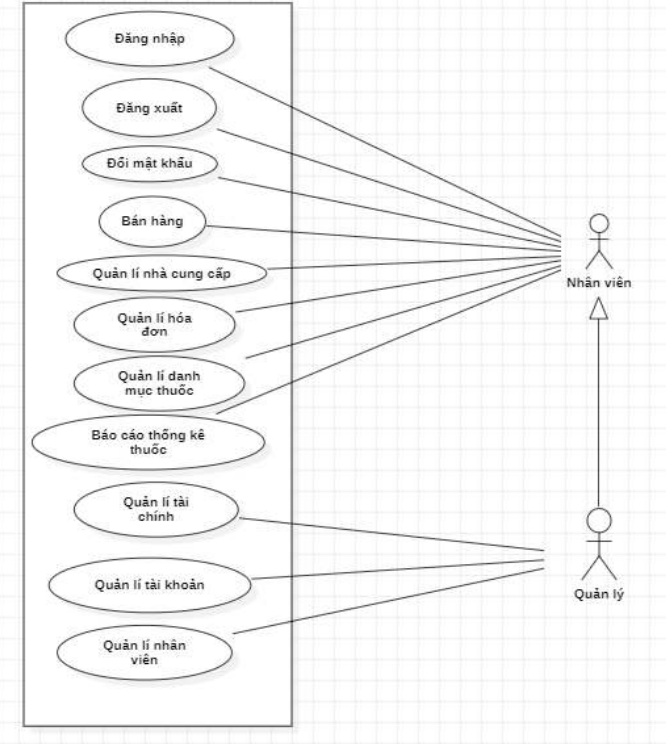 Đăng nhập
Đăng xuất
Đổi mật khẩu
Bán hàng
Quản lí nhà cung cấp
Quản lí hóa
đơn
Quản lí danh
mục thuốc
Báo cáo thống kê
thuốc
Quản lí tài
chính
Quản lí tài khoản
Quản lí nhân
viên
Nhân viên
Quản lý